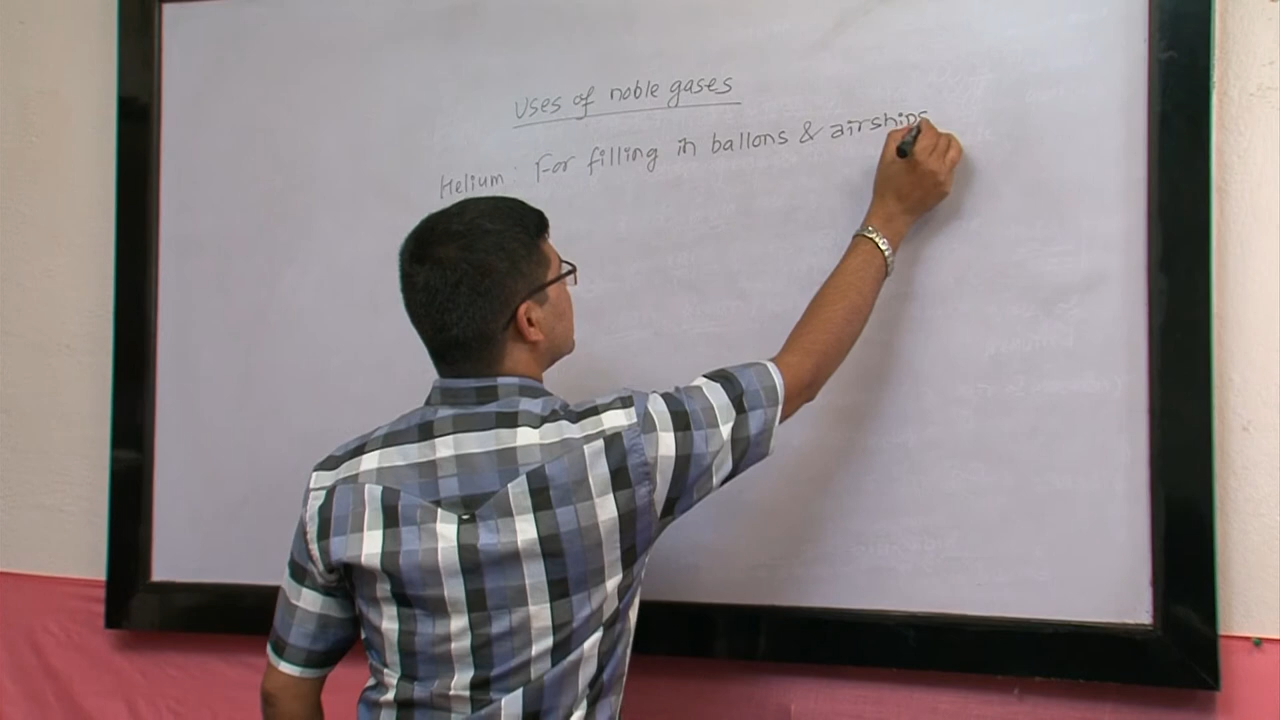 Uses of noble gases
Helium : For filling in ballons & airships